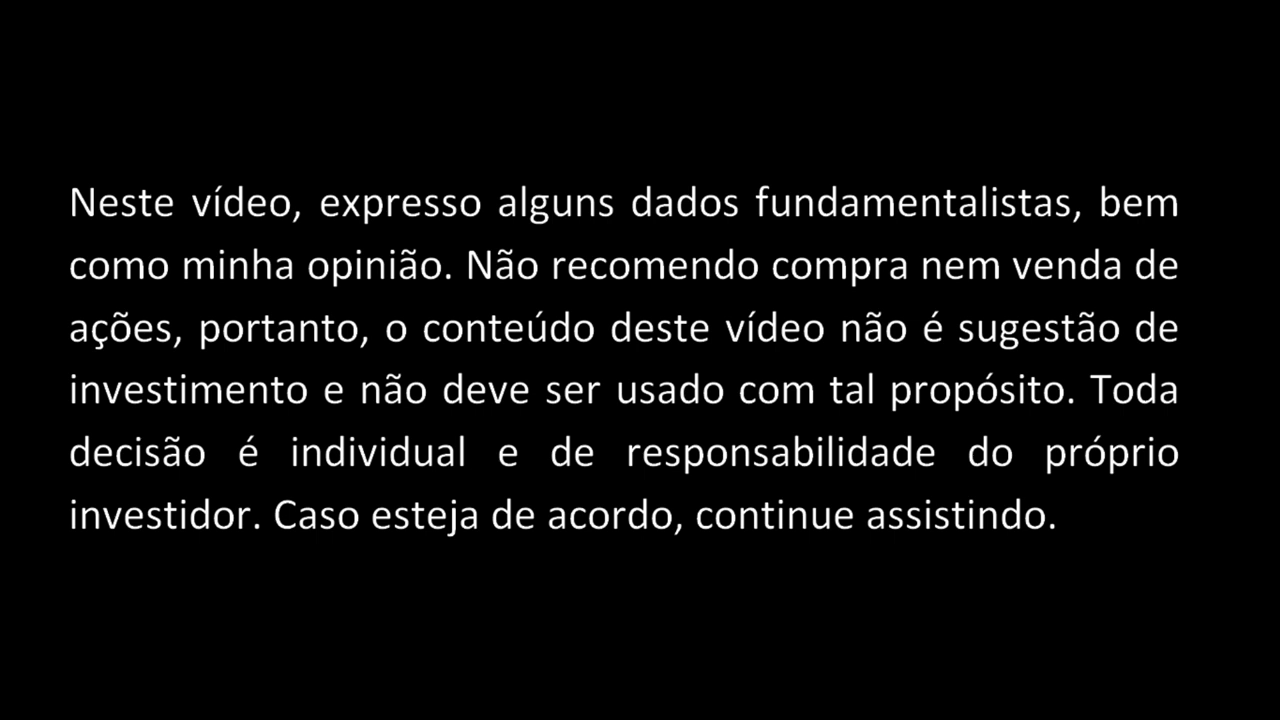 Neste vídeo, expresso alguns dados fundamentalistas, bem
como minha opinião. Não recomendo compra nem venda de
ações, portanto, o conteúdo deste vídeo não é sugestão de
investimento e não deve ser usado com tal propósito. Toda
decisão é individual e de responsabilidade do próprio
investidor. Caso esteja de acordo, continue assistindo.